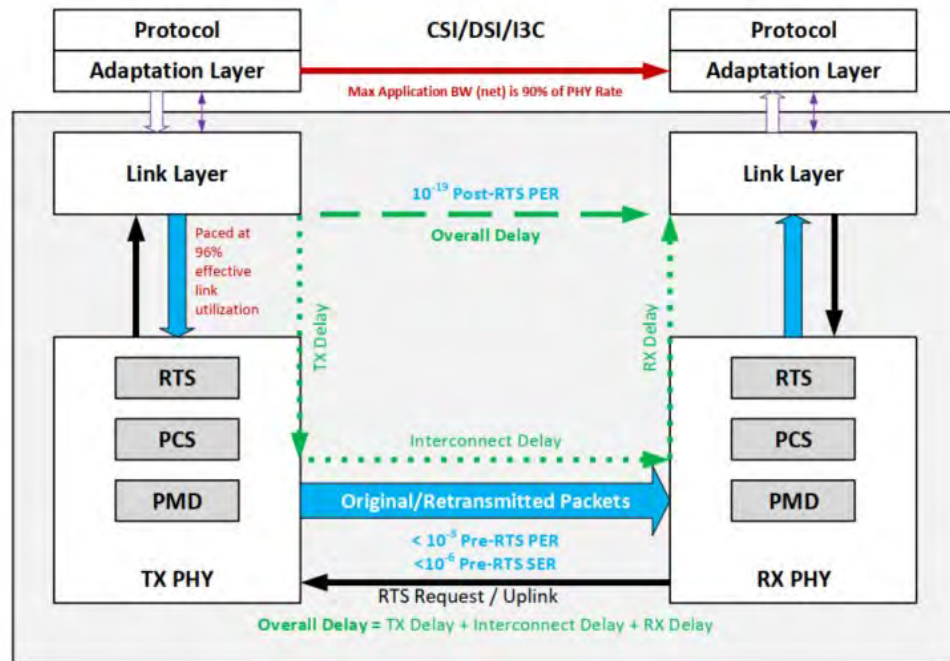 Protocol
Adaptation Layer
CSI/DSI/I3C
Max Application BW (net) is 90% of PHY Rate
Protocol
Adaptation Layer
Link Layer
10⁻¹⁹ Post-RTS PER
Overall Delay
Link Layer
Paced at
96%
effective
link
utilization
TX Delay
RX Delay
RTS
PCS
PMD
TX PHY
Interconnect Delay
Original/Retransmitted Packets
< 10⁻⁵ Pre-RTS PER
<10⁻⁶ Pre-RTS SER
RTS Request / Uplink
RTS
PCS
PMD
RX PHY
Overall Delay = TX Delay + Interconnect Delay + RX Delay